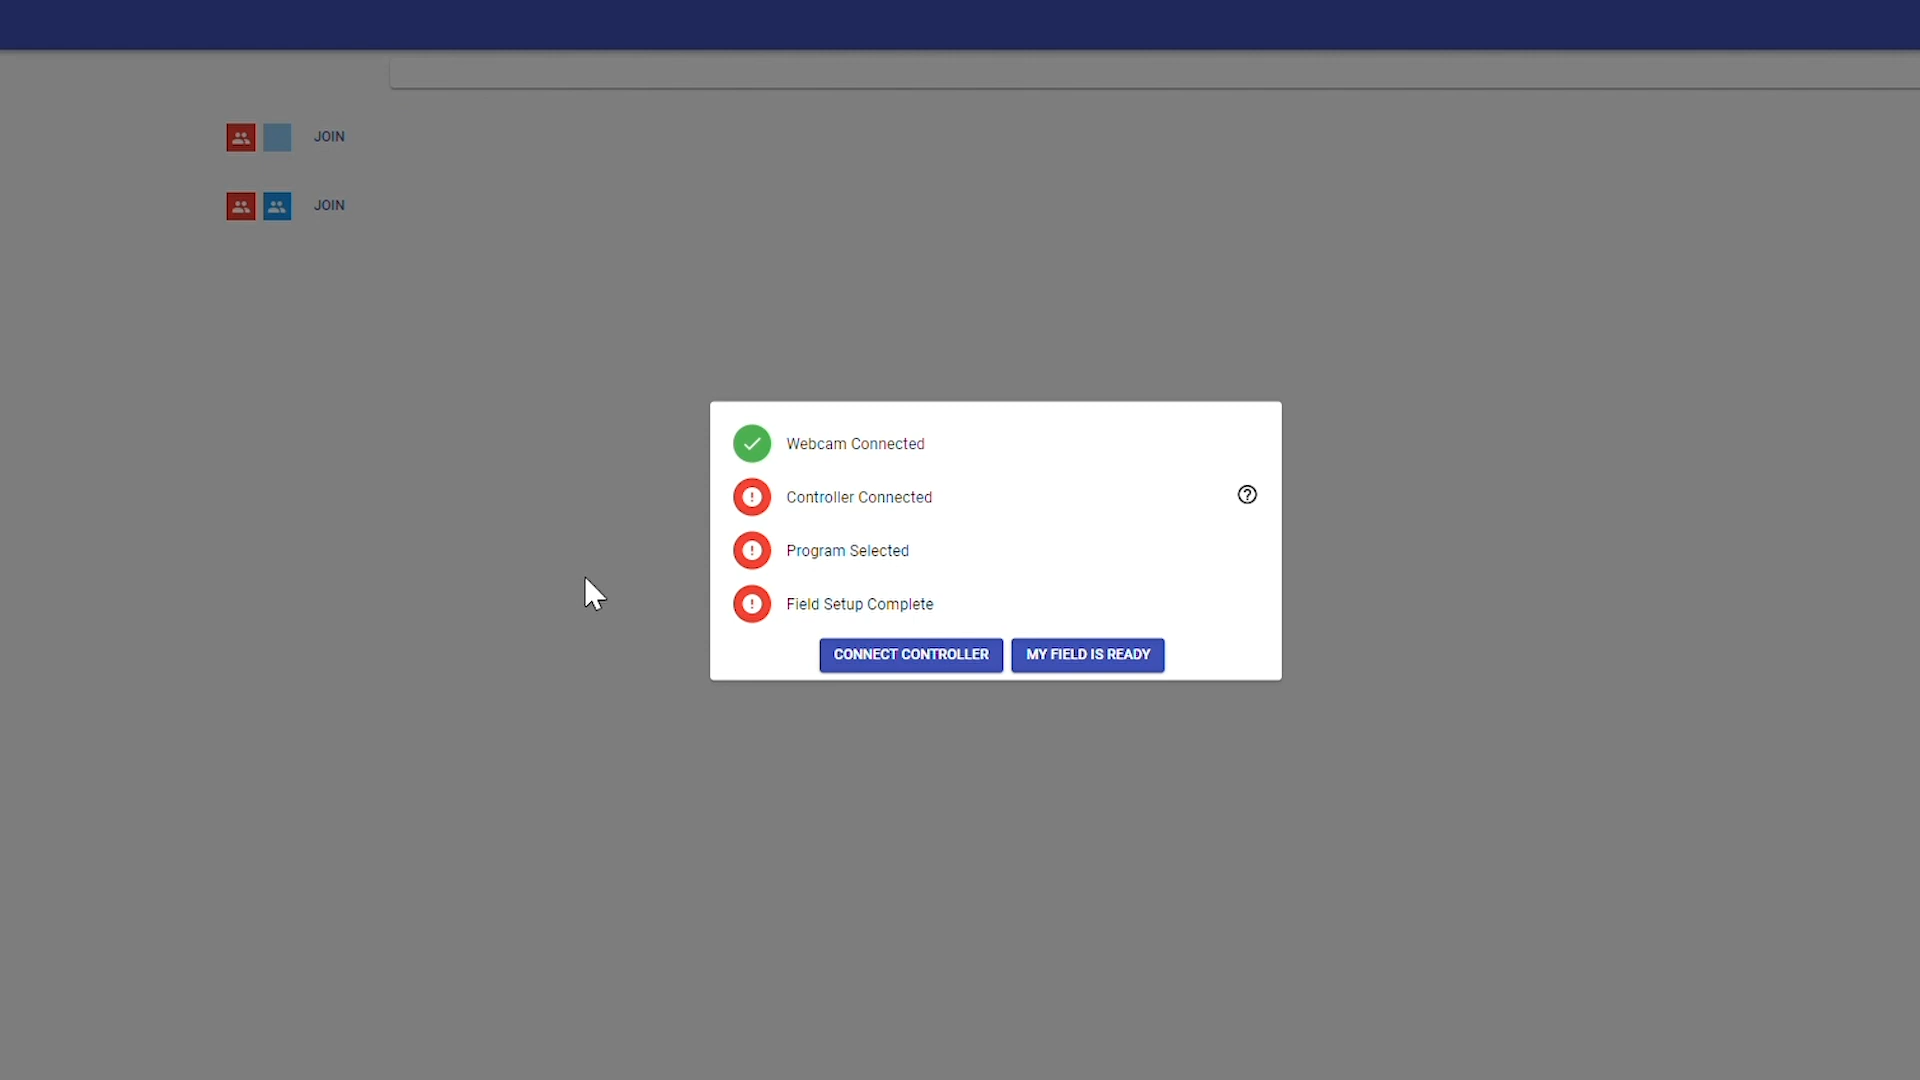 JOIN
JOIN
Webcam Connected
Controller Connected
Program Selected
Field Setup Complete
CONNECT CONTROLLER
MY FIELD IS READY